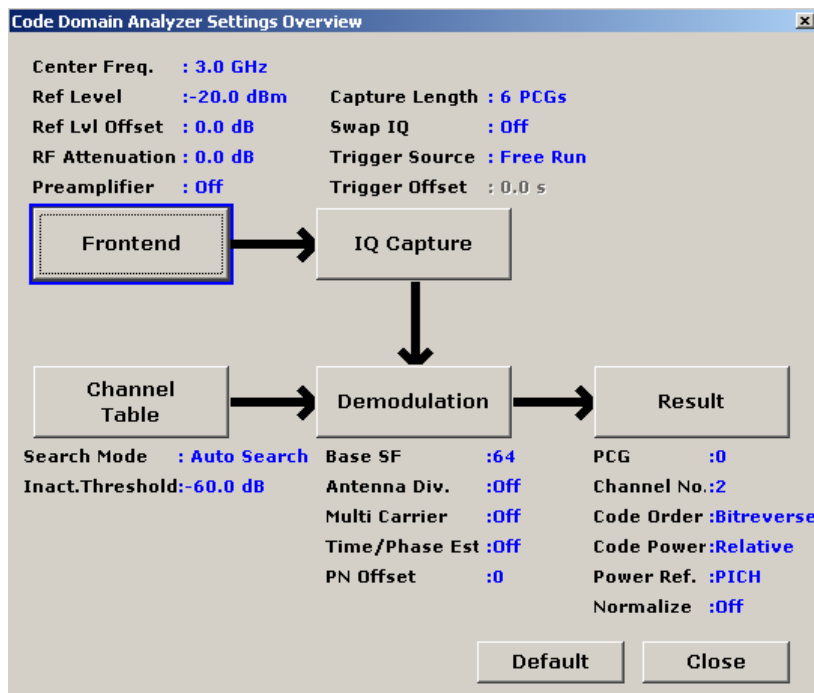 Code Domain Analyzer Settings Overview
Center Freq. : 3.0 GHz
Ref Level :-20.0 dBm
Ref Lvl Offset : 0.0 dB
RF Attenuation : 0.0 dB
Preamplifier : Off
Capture Length : 6 PCGs
Swap IQ : Off
Trigger Source : Free Run
Trigger Offset : 0.0 s
Frontend
IQ Capture
Channel
Table
Demodulation
Result
Search Mode : Auto Search
Inact.Threshold:-60.0 dB
Base SF :64
Antenna Div. :Off
Multi Carrier :Off
Time/Phase Est :Off
PN Offset :0
PCG :0
Channel No.:2
Code Order :Bitreverse
Code Power:Relative
Power Ref. :PICH
Normalize :Off
Default
Close